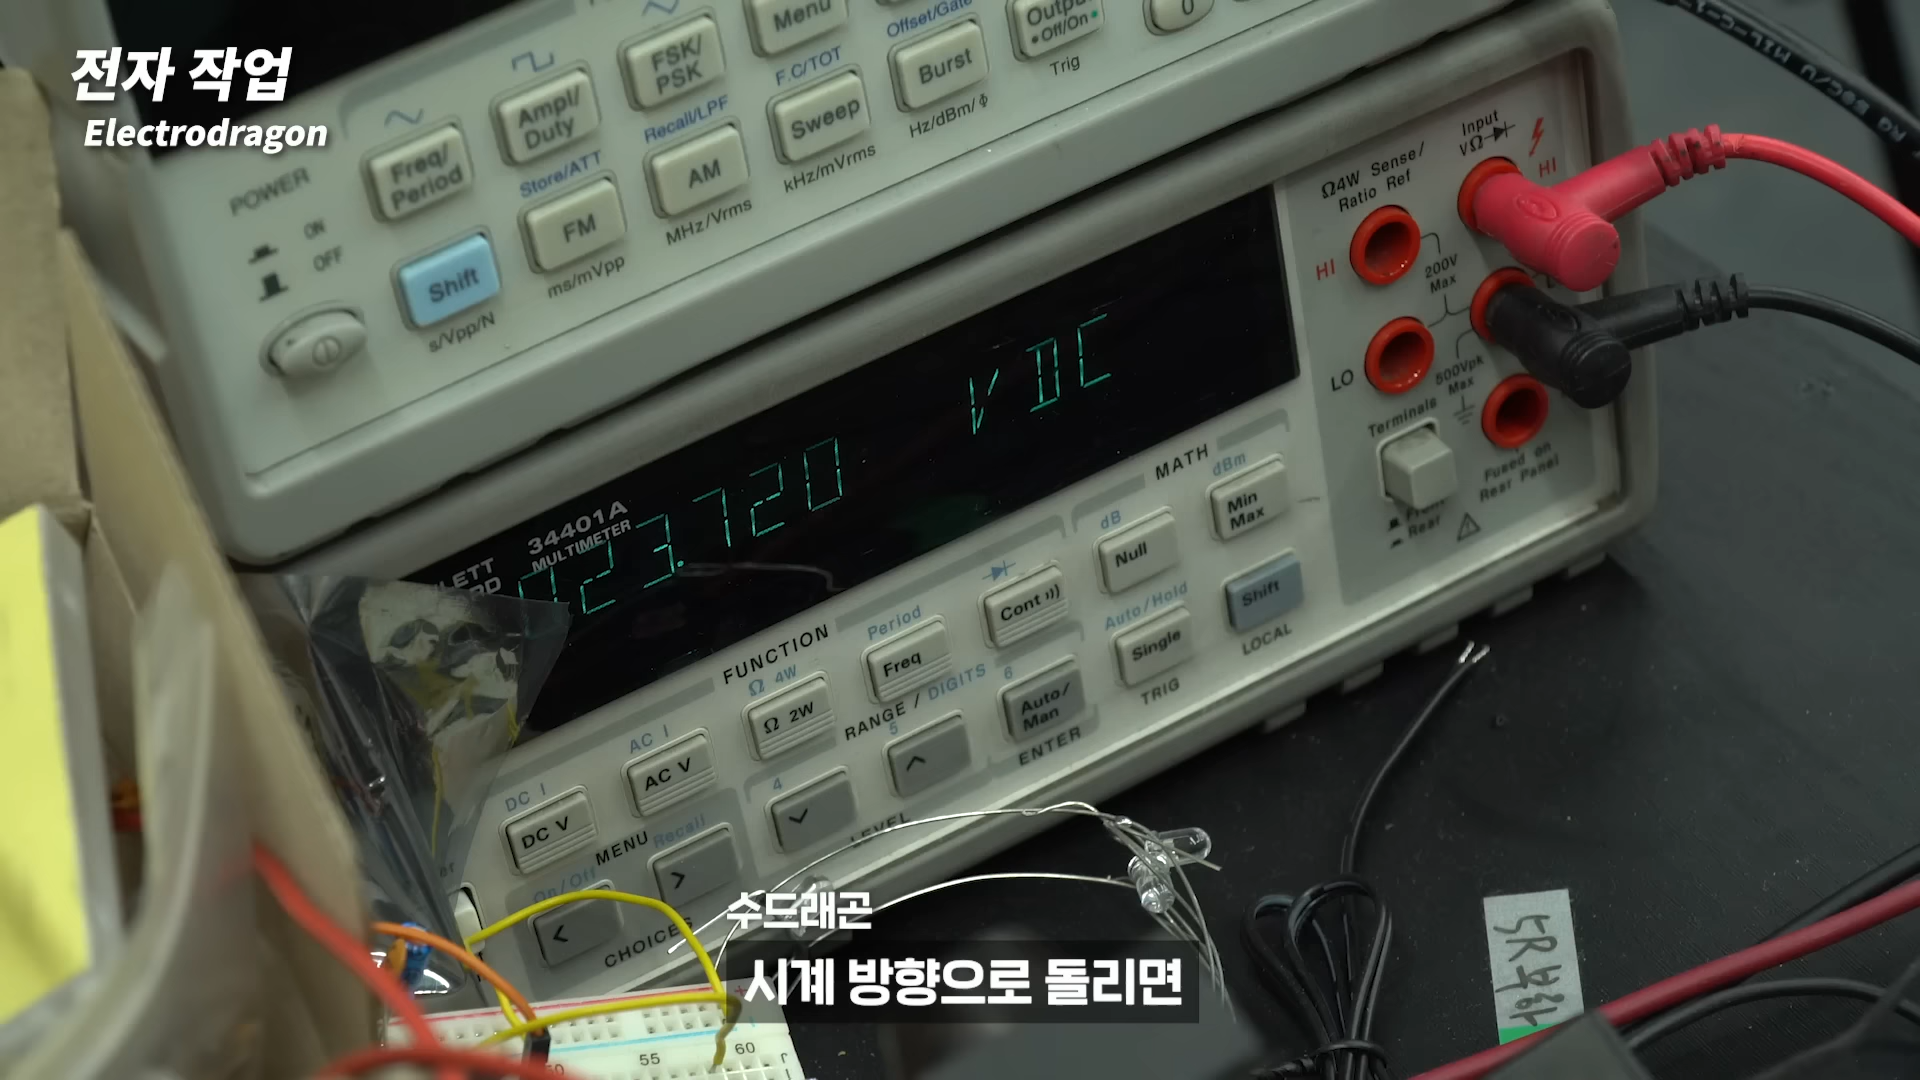 전자 작업
Electrodragon
Menu
Offset/Gate
Output
Off/On
Trig
0
FSK/
PSK
F.C/TOT
Burst
Hz/dBm/ϕ
Ampl/
Duty
Recall/LPF
Sweep
kHz/mVrms
Freq/
Period
Store/ATT
AM
MHz/Vrms
POWER
ON
OFF
FM
ms/mVpp
Shift
s/Vpp/N
Input
VΩ
HI
Ω4W Sense/
Ratio Ref
HI
200V
Max
LO
500Vpk
Max
Terminals
Front
Rear
Fused on
Rear Panel
34401A
MULTIMETER
023.720 VDC
MATH
dBm
Min
Max
dB
Null
Shift
LOCAL
Auto/Hold
Single
TRIG
FUNCTION
Cont
Period
Freq
Ω 4W
Ω 2W
AC I
AC V
DC I
DC V
RANGE / DIGITS
4
5
6
Auto/
Man
ENTER
LEVEL
MENU
Recall
>
On/Off
<
CHOICES
55
60
수드래곤
시계 방향으로 돌리면